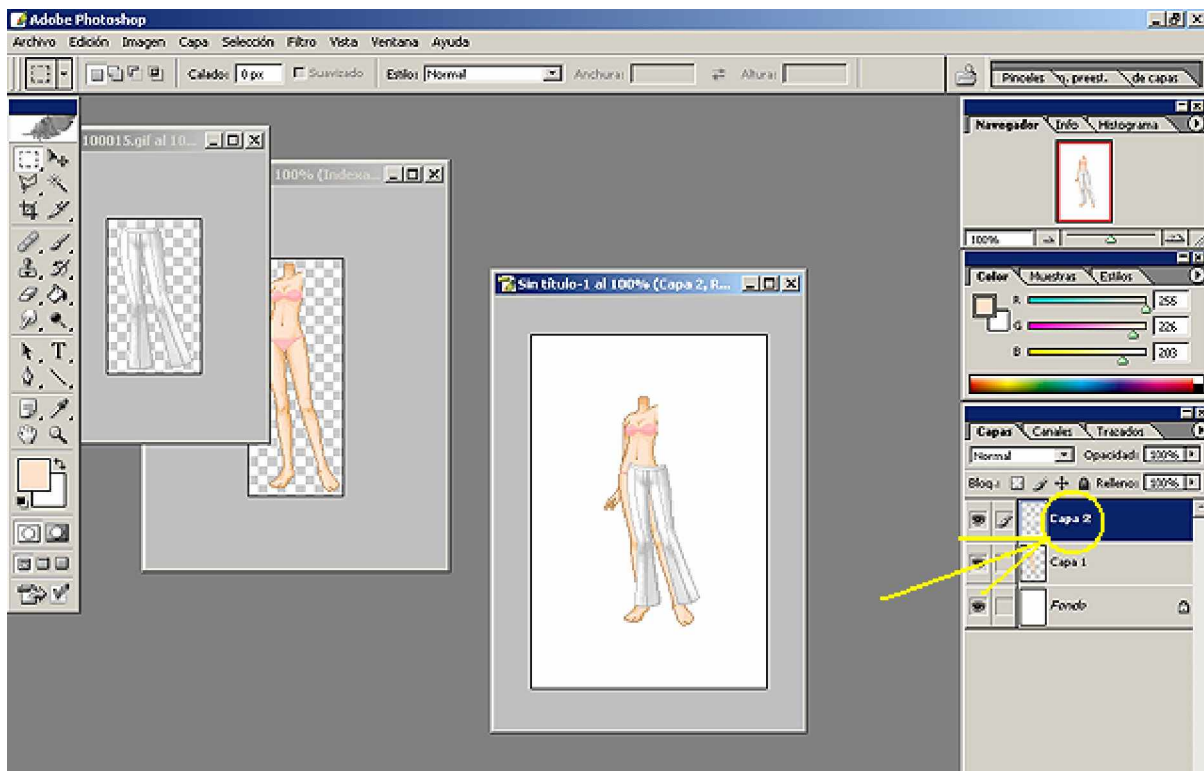 Adobe Photoshop
Archivo Edición Imagen Capa Selección Filtro Vista Ventana Ayuda
Calado: 0 px Suavizado Estilo: Normal Anchura: Altura: Pinceles preest. de capas
100015.gif al 10...
100% (Indexa...
Sin título-1 al 100% (Capa 2, R...
Navegador Info Histograma
100%
Color Muestras Estilos
R 255
G 226
B 203
Capas Canales Trazados
Normal Opacidad: 100%
Bloq.: Relleno: 100%
Capa 2
Capa 1
Fondo